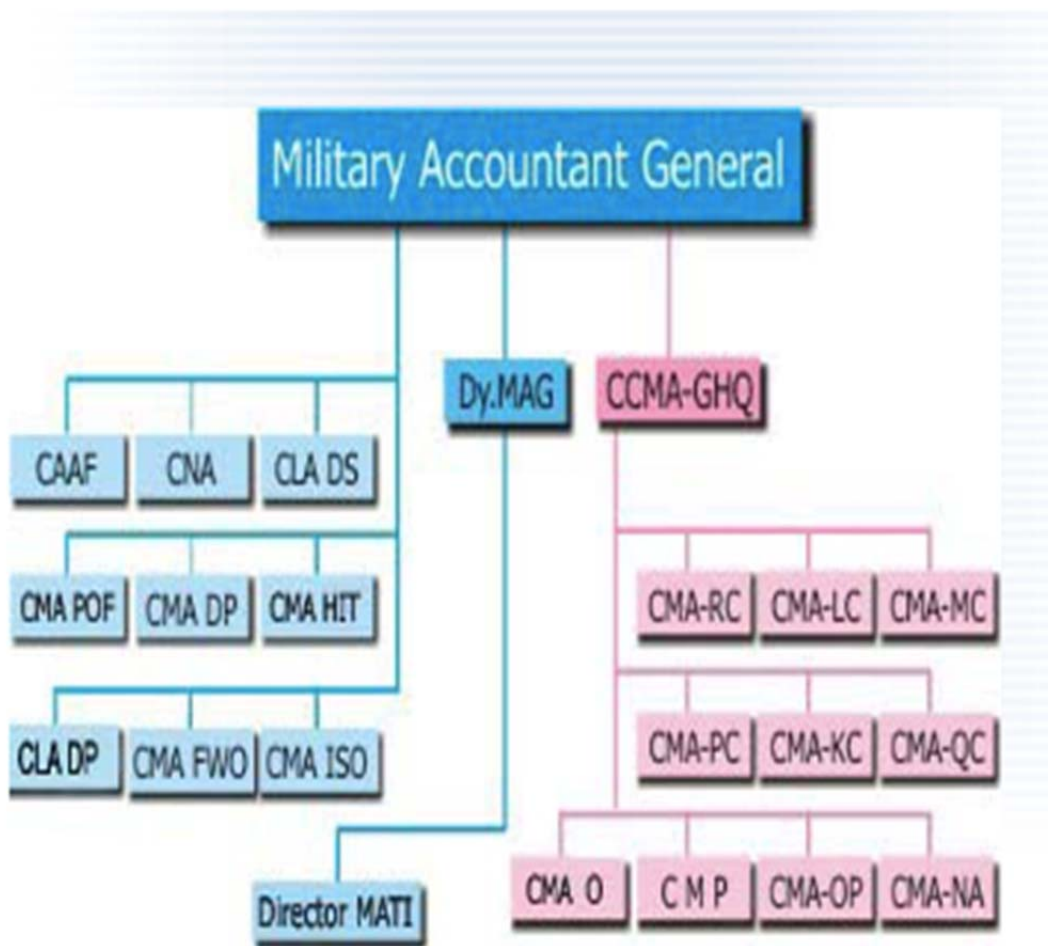 Military Accountant General
Dy.MAG
CCMA-GHQ
CAAF
CNA
CLA DS
CMA POF
CMA DP
CMA HIT
CMA-RC
CMA-LC
CMA-MC
CLA DP
CMA FWO
CMA ISO
CMA-PC
CMA-KC
CMA-QC
Director MATI
CMA O
C M P
CMA-OP
CMA-NA